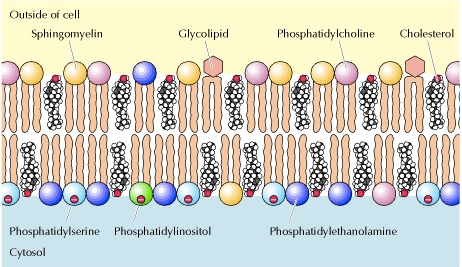 Outside of cell
Sphingomyelin Glycolipid Phosphatidylcholine Cholesterol
Phosphatidylserine Phosphatidylinositol Phosphatidylethanolamine
Cytosol